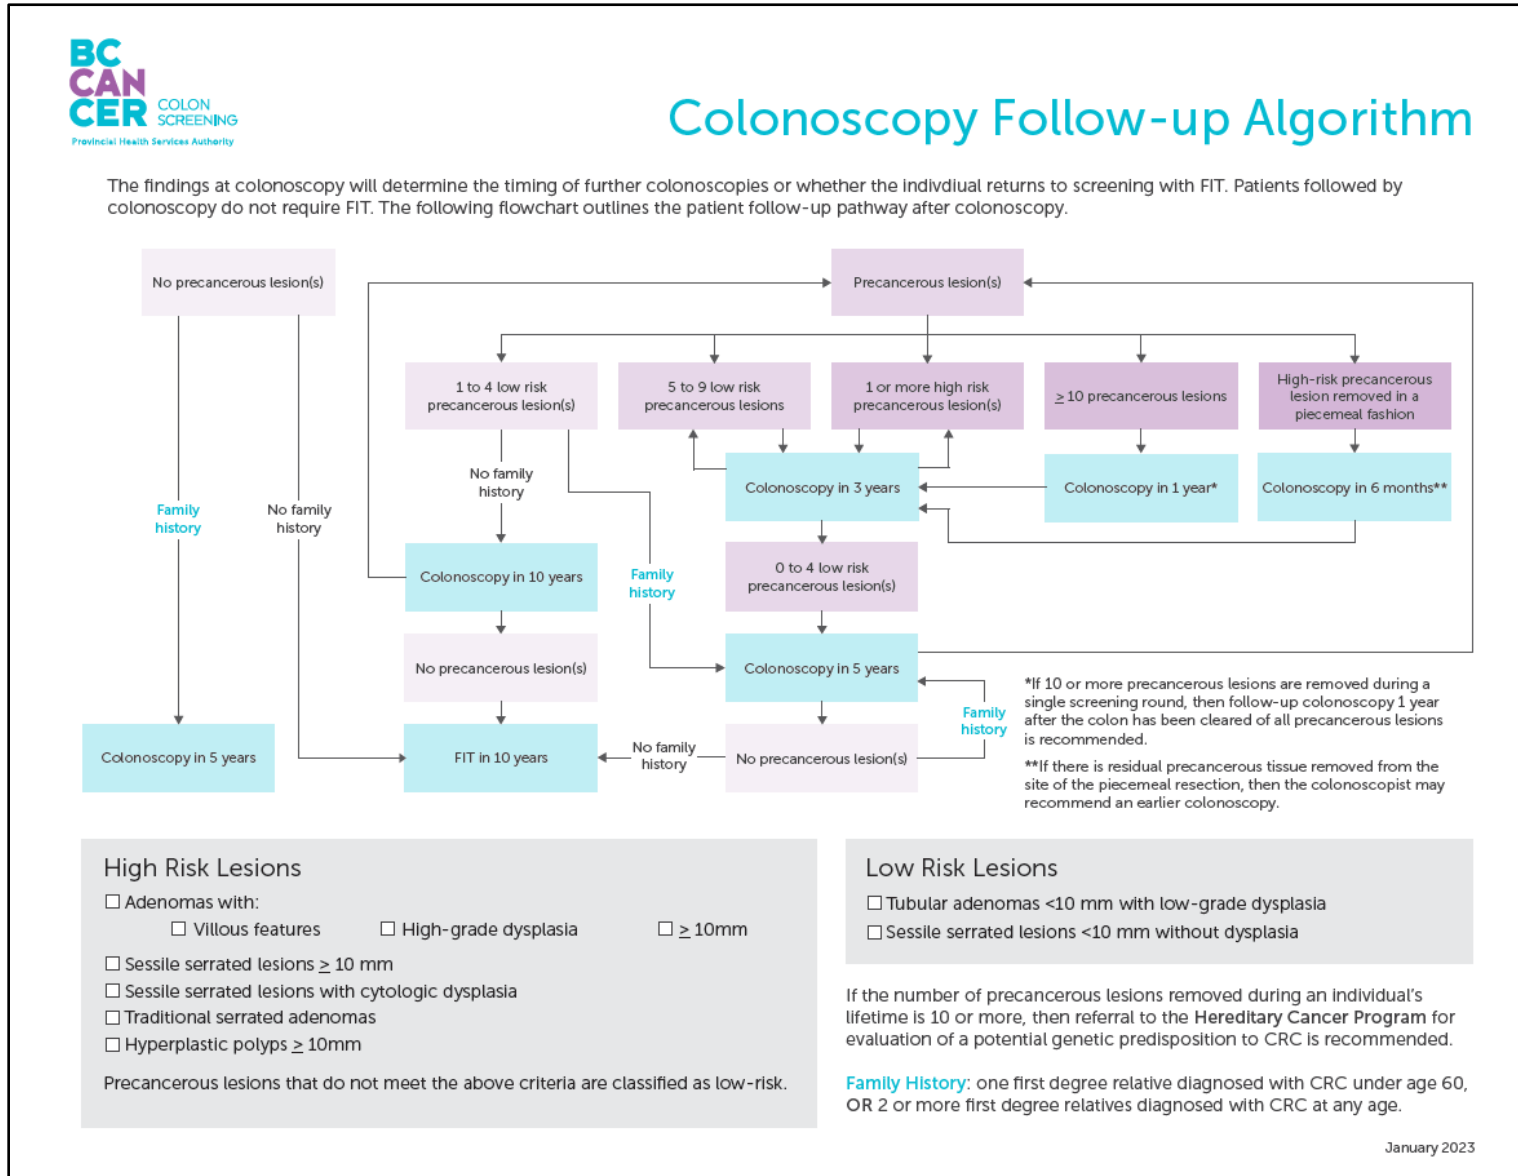 BC
CAN
CER
COLON
SCREENING
Provincial Health Services Authority
Colonoscopy Follow-up Algorithm
The findings at colonoscopy will determine the timing of further colonoscopies or whether the indivdiual returns to screening with FIT. Patients followed by
colonoscopy do not require FIT. The following flowchart outlines the patient follow-up pathway after colonoscopy.
No precancerous lesion(s)
Precancerous lesion(s)
1 to 4 low risk
precancerous lesion(s)
5 to 9 low risk
precancerous lesions
1 or more high risk
precancerous lesion(s)
≥ 10 precancerous lesions
High-risk precancerous
lesion removed in a
piecemeal fashion
No family
history
Colonoscopy in 3 years
Colonoscopy in 1 year*
Colonoscopy in 6 months**
Family
history
No family
history
Colonoscopy in 10 years
Family
history
0 to 4 low risk
precancerous lesion(s)
No precancerous lesion(s)
Colonoscopy in 5 years
Colonoscopy in 5 years
FIT in 10 years
No family
history
No precancerous lesion(s)
Family
history
*If 10 or more precancerous lesions are removed during a
single screening round, then follow-up colonoscopy 1 year
after the colon has been cleared of all precancerous lesions
is recommended.
**If there is residual precancerous tissue removed from the
site of the piecemeal resection, then the colonoscopist may
recommend an earlier colonoscopy.
High Risk Lesions
Adenomas with:
Villous features High-grade dysplasia ≥ 10mm
Sessile serrated lesions ≥ 10 mm
Sessile serrated lesions with cytologic dysplasia
Traditional serrated adenomas
Hyperplastic polyps ≥ 10mm
Precancerous lesions that do not meet the above criteria are classified as low-risk.
Low Risk Lesions
Tubular adenomas <10 mm with low-grade dysplasia
Sessile serrated lesions <10 mm without dysplasia
If the number of precancerous lesions removed during an individual's
lifetime is 10 or more, then referral to the Hereditary Cancer Program for
evaluation of a potential genetic predisposition to CRC is recommended.
Family History: one first degree relative diagnosed with CRC under age 60,
OR 2 or more first degree relatives diagnosed with CRC at any age.
January 2023